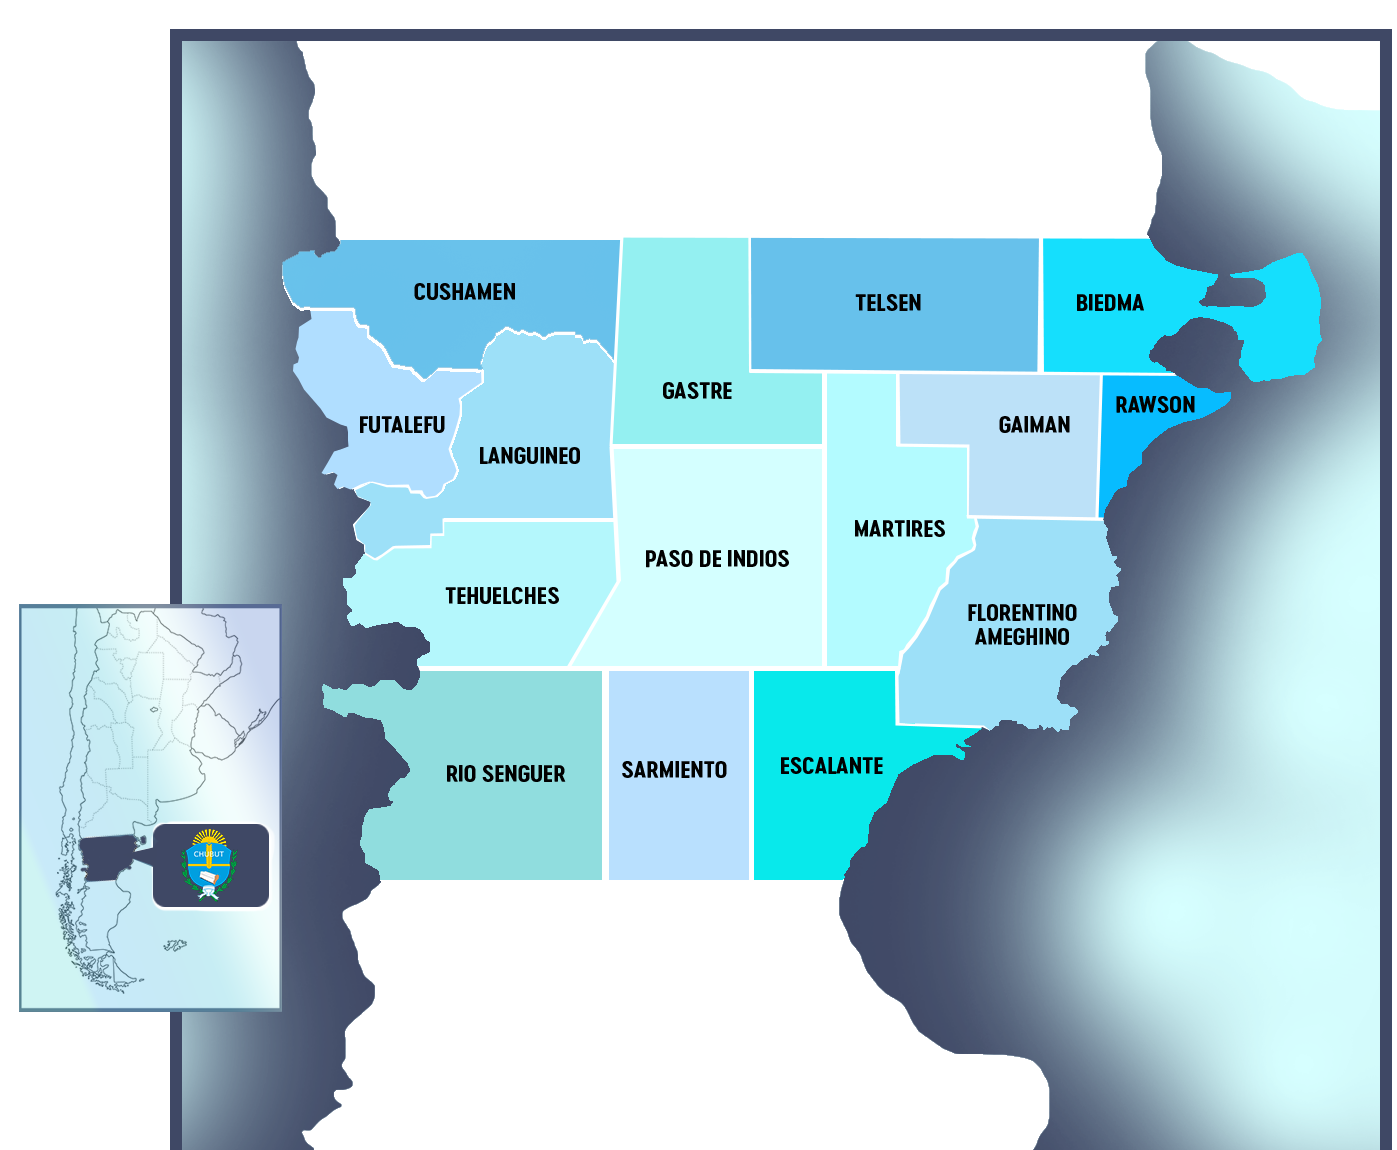 CUSHAMEN
TELSEN
BIEDMA
GASTRE
RAWSON
FUTALEFU
GAIMAN
LANGUINEO
MARTIRES
PASO DE INDIOS
TEHUELCHES
FLORENTINO
AMEGHINO
RIO SENGUER
SARMIENTO
ESCALANTE
CHUBUT